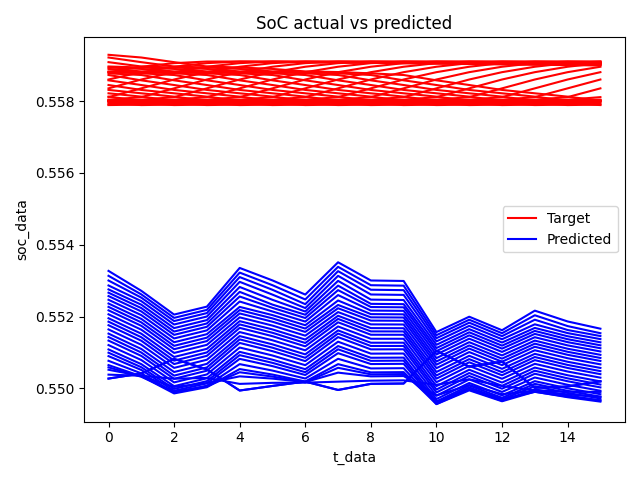 SoC actual vs predicted
soc_data
0.558
0.556
0.554
0.552
0.550
Target
Predicted
0 2 4 6 8 10 12 14
t_data